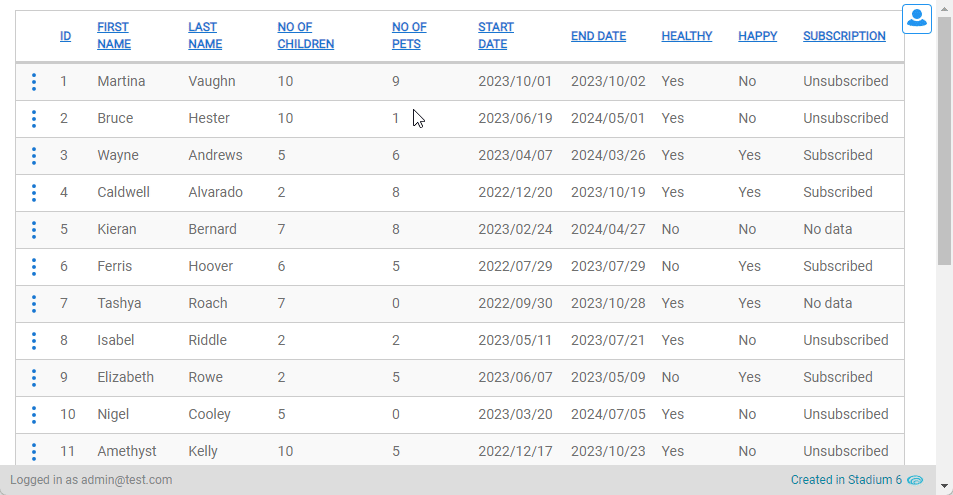 ID FIRST NAME LAST NAME NO OF CHILDREN NO OF PETS START DATE END DATE HEALTHY HAPPY SUBSCRIPTION
1 Martina Vaughn 10 9 2023/10/01 2023/10/02 Yes No Unsubscribed
2 Bruce Hester 10 1 2023/06/19 2024/05/01 Yes No Unsubscribed
3 Wayne Andrews 5 6 2023/04/07 2024/03/26 Yes Yes Subscribed
4 Caldwell Alvarado 2 8 2022/12/20 2023/10/19 Yes Yes Subscribed
5 Kieran Bernard 7 8 2023/02/24 2024/04/27 No No No data
6 Ferris Hoover 6 5 2022/07/29 2023/07/29 No Yes Subscribed
7 Tashya Roach 7 0 2022/09/30 2023/10/28 Yes Yes No data
8 Isabel Riddle 2 2 2023/05/11 2023/07/21 Yes No Unsubscribed
9 Elizabeth Rowe 2 5 2023/06/07 2023/05/09 No Yes Subscribed
10 Nigel Cooley 5 0 2023/03/20 2024/07/05 Yes No Unsubscribed
11 Amethyst Kelly 10 5 2022/12/17 2023/10/23 Yes No Unsubscribed
Logged in as admin@test.com Created in Stadium 6